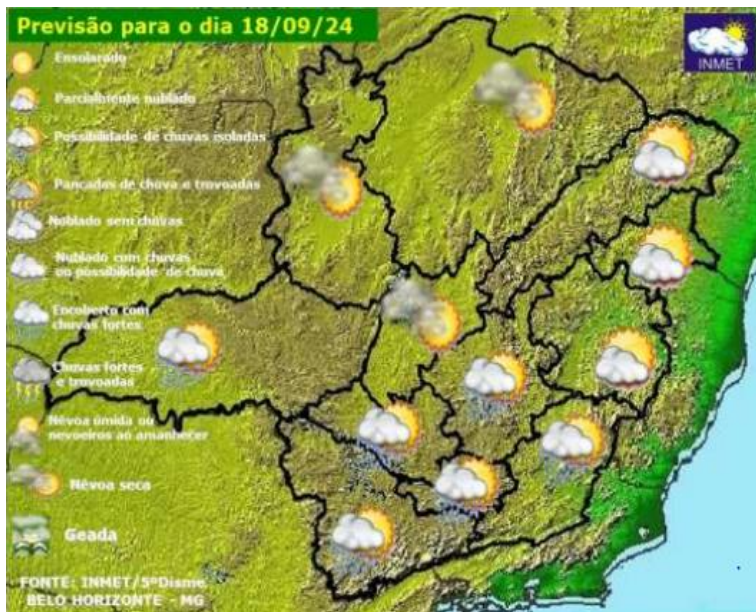 Previsão para o dia 18/09/24
INMET
Ensolarado
Parcialmente nublado
Possibilidade de chuvas isoladas
Pancadas de chuva e trovoadas
Nublado sem chuvas
Nublado com chuvas
ou possibilidade de chuva
Encoberto com
chuvas fortes
Chuvas fortes
e trovoadas
Névoa úmida ou
nevoeiros ao amanhecer
Névoa seca
Geada
FONTE: INMET/5ºDisme
BELO HORIZONTE - MG